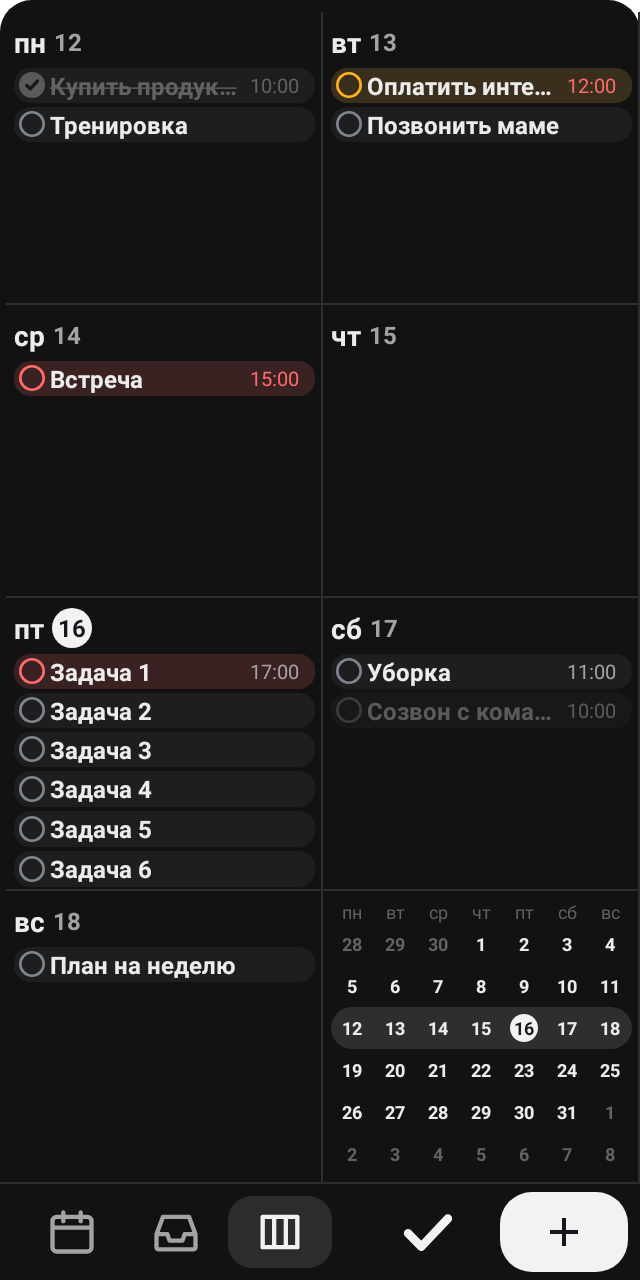 пн 12
Купить продук... 10:00
Тренировка
вт 13
Оплатить инте... 12:00
Позвонить маме
ср 14
Встреча 15:00
чт 15
пт 16
Задача 1 17:00
Задача 2
Задача 3
Задача 4
Задача 5
Задача 6
сб 17
Уборка 11:00
Созвон с кома... 10:00
вс 18
План на неделю
пн вт ср чт пт сб вс
28 29 30 1 2 3 4
5 6 7 8 9 10 11
12 13 14 15 16 17 18
19 20 21 22 23 24 25
26 27 28 29 30 31 1
2 3 4 5 6 7 8